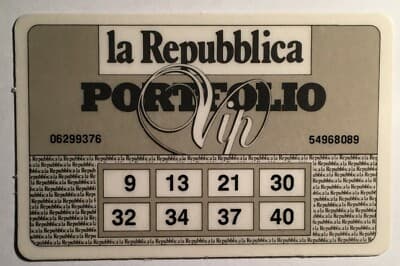 la Repubblica
PORTFOLIO
Vip
06299376 54968089
9 13 21 30
32 34 37 40